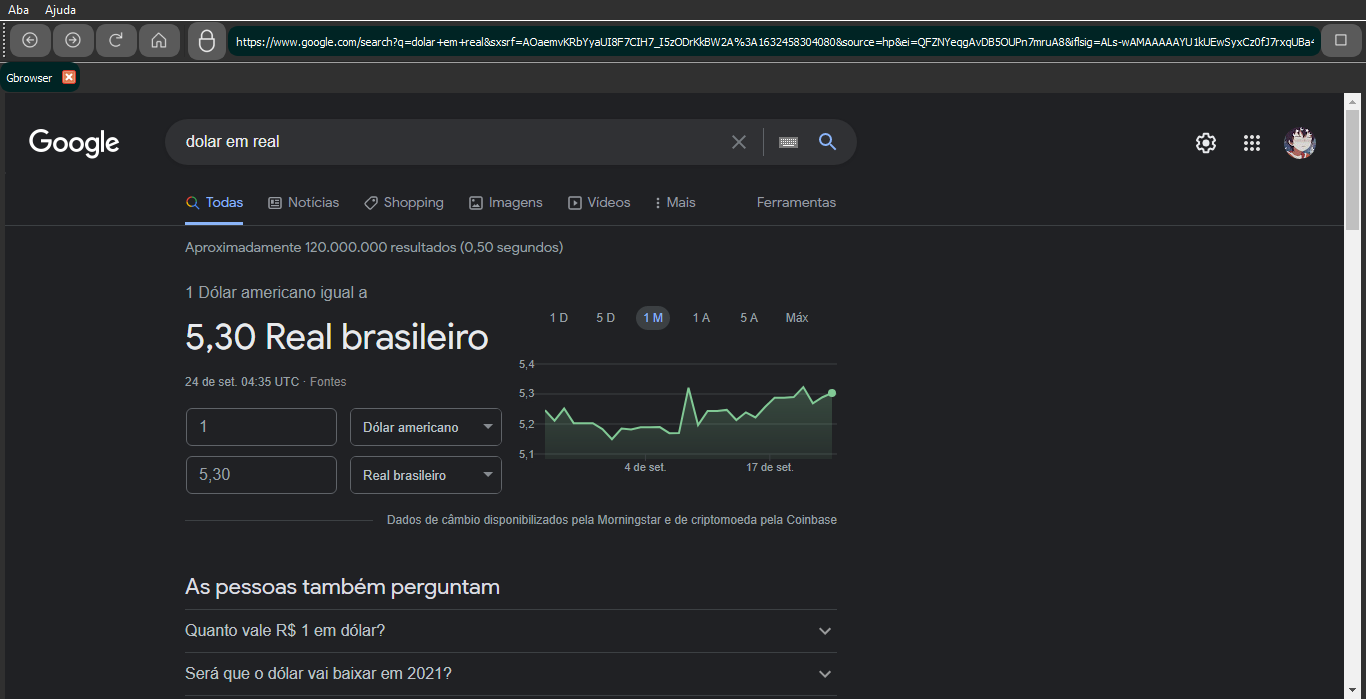 Aba Ajuda
https://www.google.com/search?q=dolar+em+real&sxsrf=AOaemvKRbYyaUI8F7CIH7_I5zODrKkBW2A%3A1632458304080&source=hp&ei=QFZNYeqgAvDB5OUPn7mruA8&iflsig=ALs-wAMAAAAAYU1kUEwSyxCz0fJ7rxqUBa4
Gbrowser
Google dolar em real
Todas Notícias Shopping Imagens Vídeos Mais Ferramentas
Aproximadamente 120.000.000 resultados (0,50 segundos)
1 Dólar americano igual a
5,30 Real brasileiro
24 de set. 04:35 UTC · Fontes
1 Dólar americano
5,30 Real brasileiro
1 D 5 D 1 M 1 A 5 A Máx
5,4
5,3
5,2
5,1
4 de set. 17 de set.
Dados de câmbio disponibilizados pela Morningstar e de criptomoeda pela Coinbase
As pessoas também perguntam
Quanto vale R$ 1 em dólar?
Será que o dólar vai baixar em 2021?